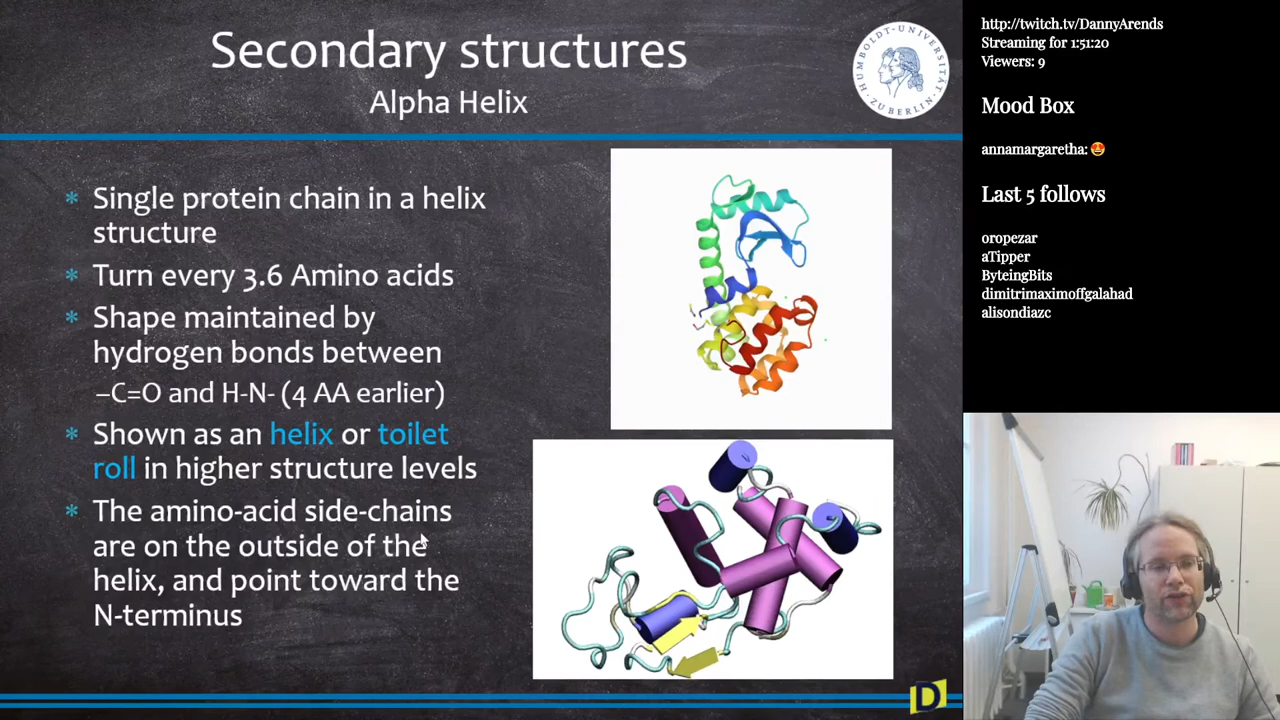 Secondary structures
Alpha Helix
HUMBOLDT-UNIVERSITÄT
ZU BERLIN
* Single protein chain in a helix
structure
* Turn every 3.6 Amino acids
* Shape maintained by
hydrogen bonds between
–C=O and H-N- (4 AA earlier)
* Shown as an helix or toilet
roll in higher structure levels
* The amino-acid side-chains
are on the outside of the
helix, and point toward the
N-terminus
D
http://twitch.tv/DannyArends
Streaming for 1:51:20
Viewers: 9
Mood Box
annamargaretha: 🤩
Last 5 follows
oropezar
aTipper
ByteingBits
dimitrimaximoffgalahad
alisondiazc